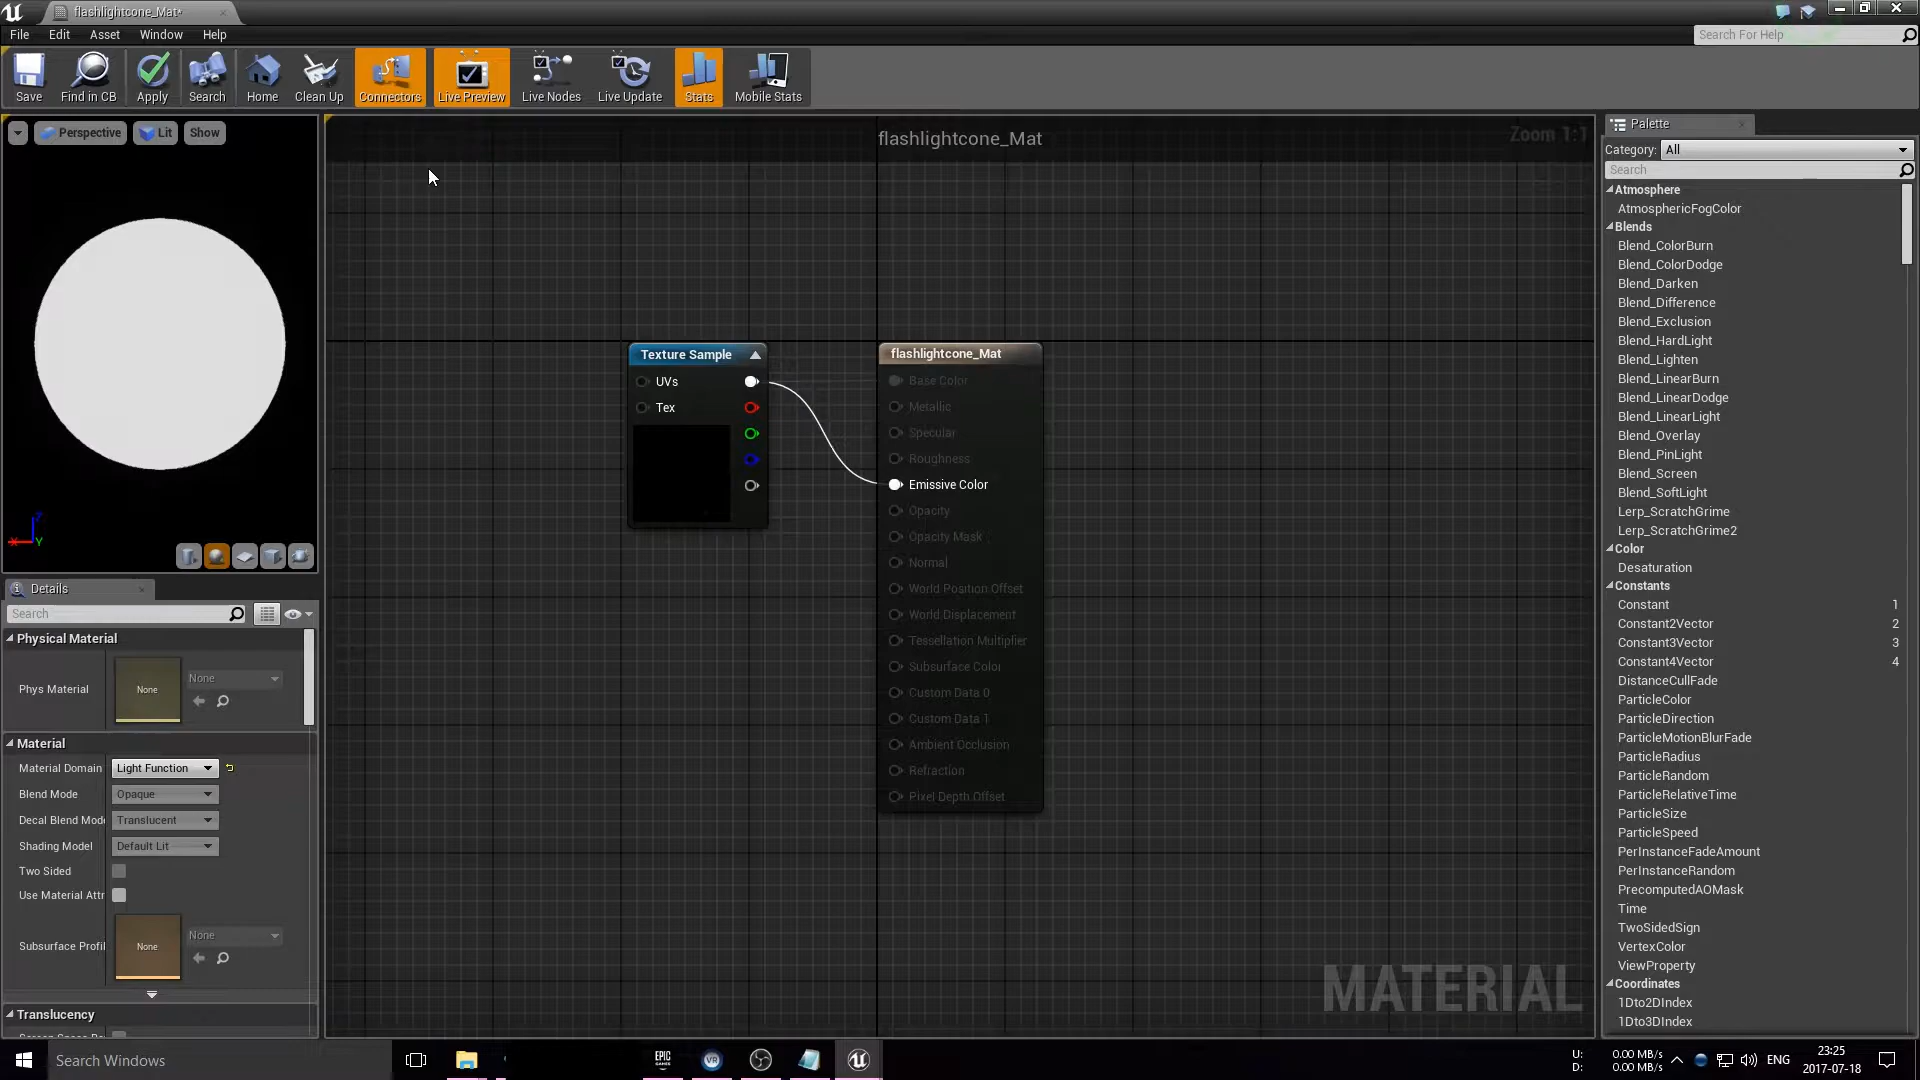 flashlightcone_Mat*
File Edit Asset Window Help
Search For Help
Save Find in CB Apply Search Home Clean Up Connectors Live Preview Live Nodes Live Update Stats Mobile Stats
Perspective Lit Show
flashlightcone_Mat
Zoom 1:1
Texture Sample
UVs
Tex
flashlightcone_Mat
Base Color
Metallic
Specular
Roughness
Emissive Color
Opacity
Opacity Mask
Normal
World Position Offset
World Displacement
Tessellation Multiplier
Subsurface Color
Custom Data 0
Custom Data 1
Ambient Occlusion
Refraction
Pixel Depth Offset
MATERIAL
X Y Z
Details
Search
Physical Material
Phys Material
None
None
Material
Material Domain Light Function
Blend Mode Opaque
Decal Blend Mod Translucent
Shading Model Default Lit
Two Sided
Use Material Attr
Subsurface Profil
None
None
Translucency
Palette
Category: All
Search
Atmosphere
AtmosphericFogColor
Blends
Blend_ColorBurn
Blend_ColorDodge
Blend_Darken
Blend_Difference
Blend_Exclusion
Blend_HardLight
Blend_Lighten
Blend_LinearBurn
Blend_LinearDodge
Blend_LinearLight
Blend_Overlay
Blend_PinLight
Blend_Screen
Blend_SoftLight
Lerp_ScratchGrime
Lerp_ScratchGrime2
Color
Desaturation
Constants
Constant 1
Constant2Vector 2
Constant3Vector 3
Constant4Vector 4
DistanceCullFade
ParticleColor
ParticleDirection
ParticleMotionBlurFade
ParticleRadius
ParticleRandom
ParticleRelativeTime
ParticleSize
ParticleSpeed
PerInstanceFadeAmount
PerInstanceRandom
PrecomputedAOMask
Time
TwoSidedSign
VertexColor
ViewProperty
Coordinates
1Dto2DIndex
1Dto3DIndex
Search Windows
EPIC GAMES
VR
U: 0.00 MB/s
D: 0.00 MB/s
ENG
23:25
2017-07-18